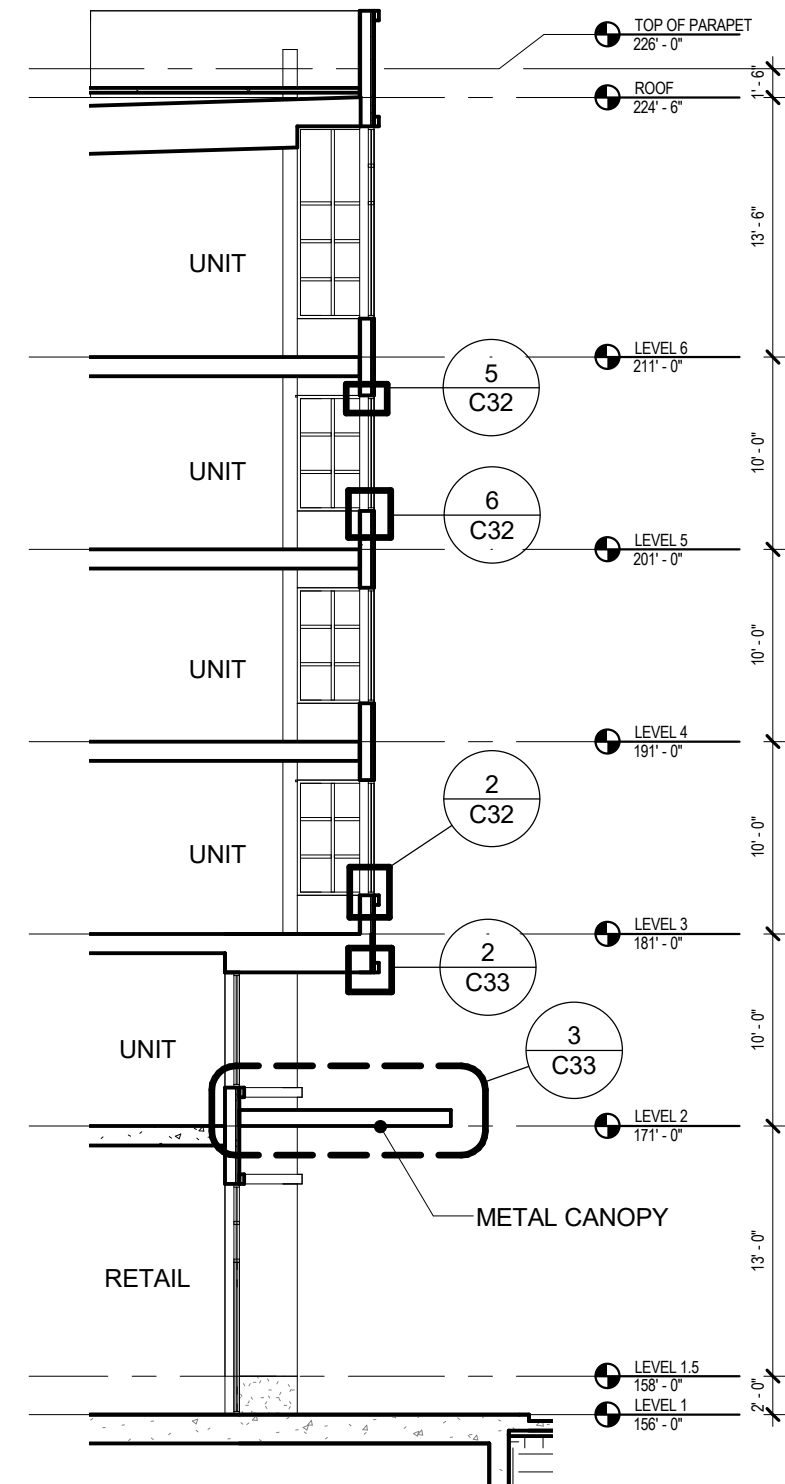 TOP OF PARAPET
226' - 0"
1' - 6"
ROOF
224' - 6"
13' - 6"
UNIT
LEVEL 6
211' - 0"
5
C32
10' - 0"
UNIT
6
C32
LEVEL 5
201' - 0"
10' - 0"
UNIT
LEVEL 4
191' - 0"
2
C32
10' - 0"
UNIT
LEVEL 3
181' - 0"
2
C33
10' - 0"
UNIT
3
C33
LEVEL 2
171' - 0"
METAL CANOPY
13' - 0"
RETAIL
LEVEL 1.5
158' - 0"
2' - 0"
LEVEL 1
156' - 0"